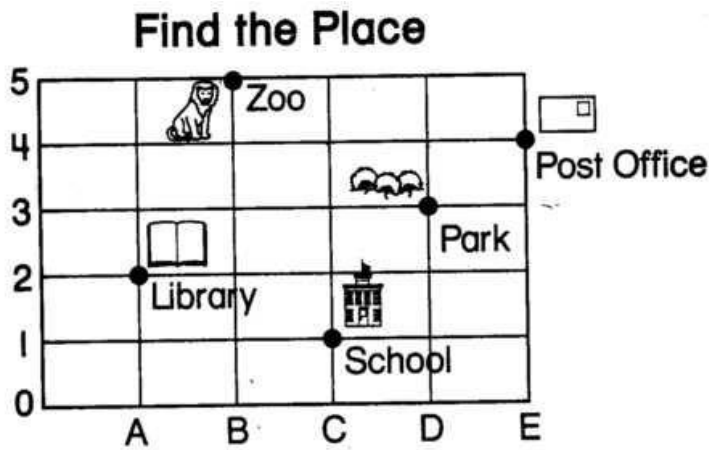 Find the Place
5
Zoo
4
Post Office
3
Park
2
Library
1
School
0
A B C D E